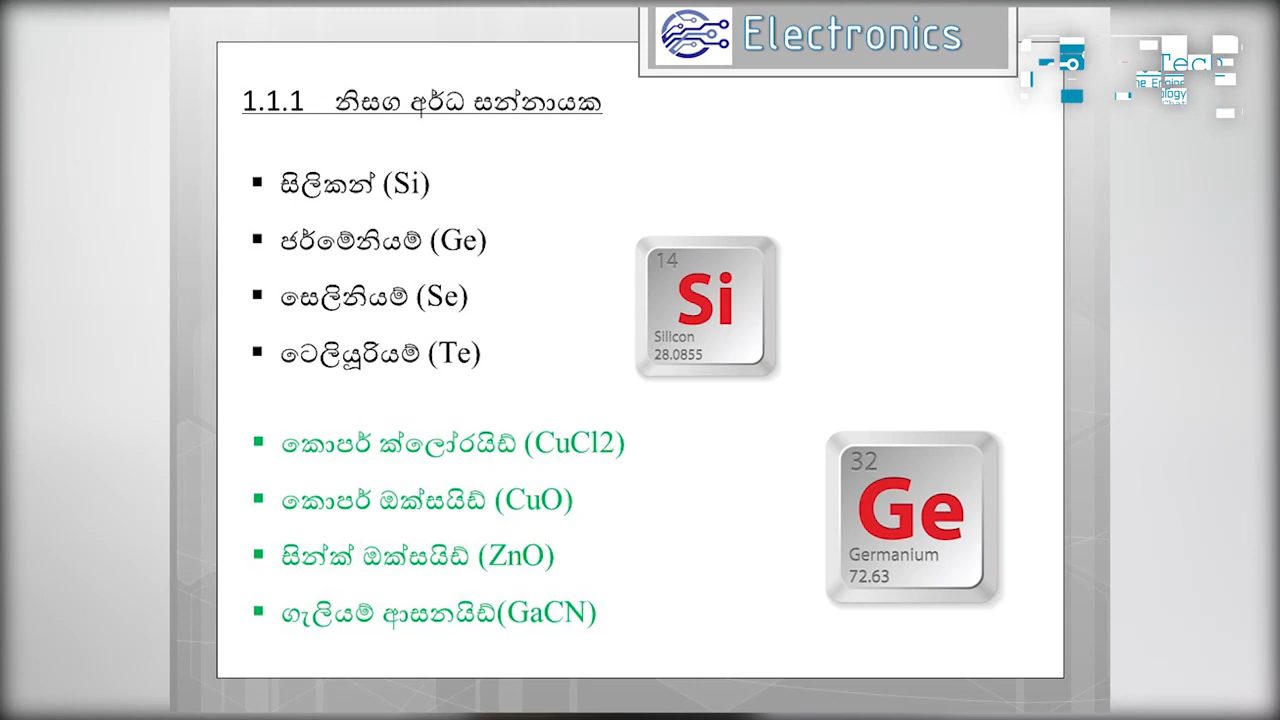 Electronics
Tech
1.1.1 නිසග අර්ධ සන්නායක
සිලිකන් (Si)
ජර්මේනියම් (Ge)
සෙලිනියම් (Se)
ටෙලියූරියම් (Te)
14
Si
Silicon
28.0855
කොපර් ක්ලෝරයිඩ් (CuCl2)
කොපර් ඔක්සයිඩ් (CuO)
සින්ක් ඔක්සයිඩ් (ZnO)
ගැලියම් ආසනයිඩ්(GaCN)
32
Ge
Germanium
72.63